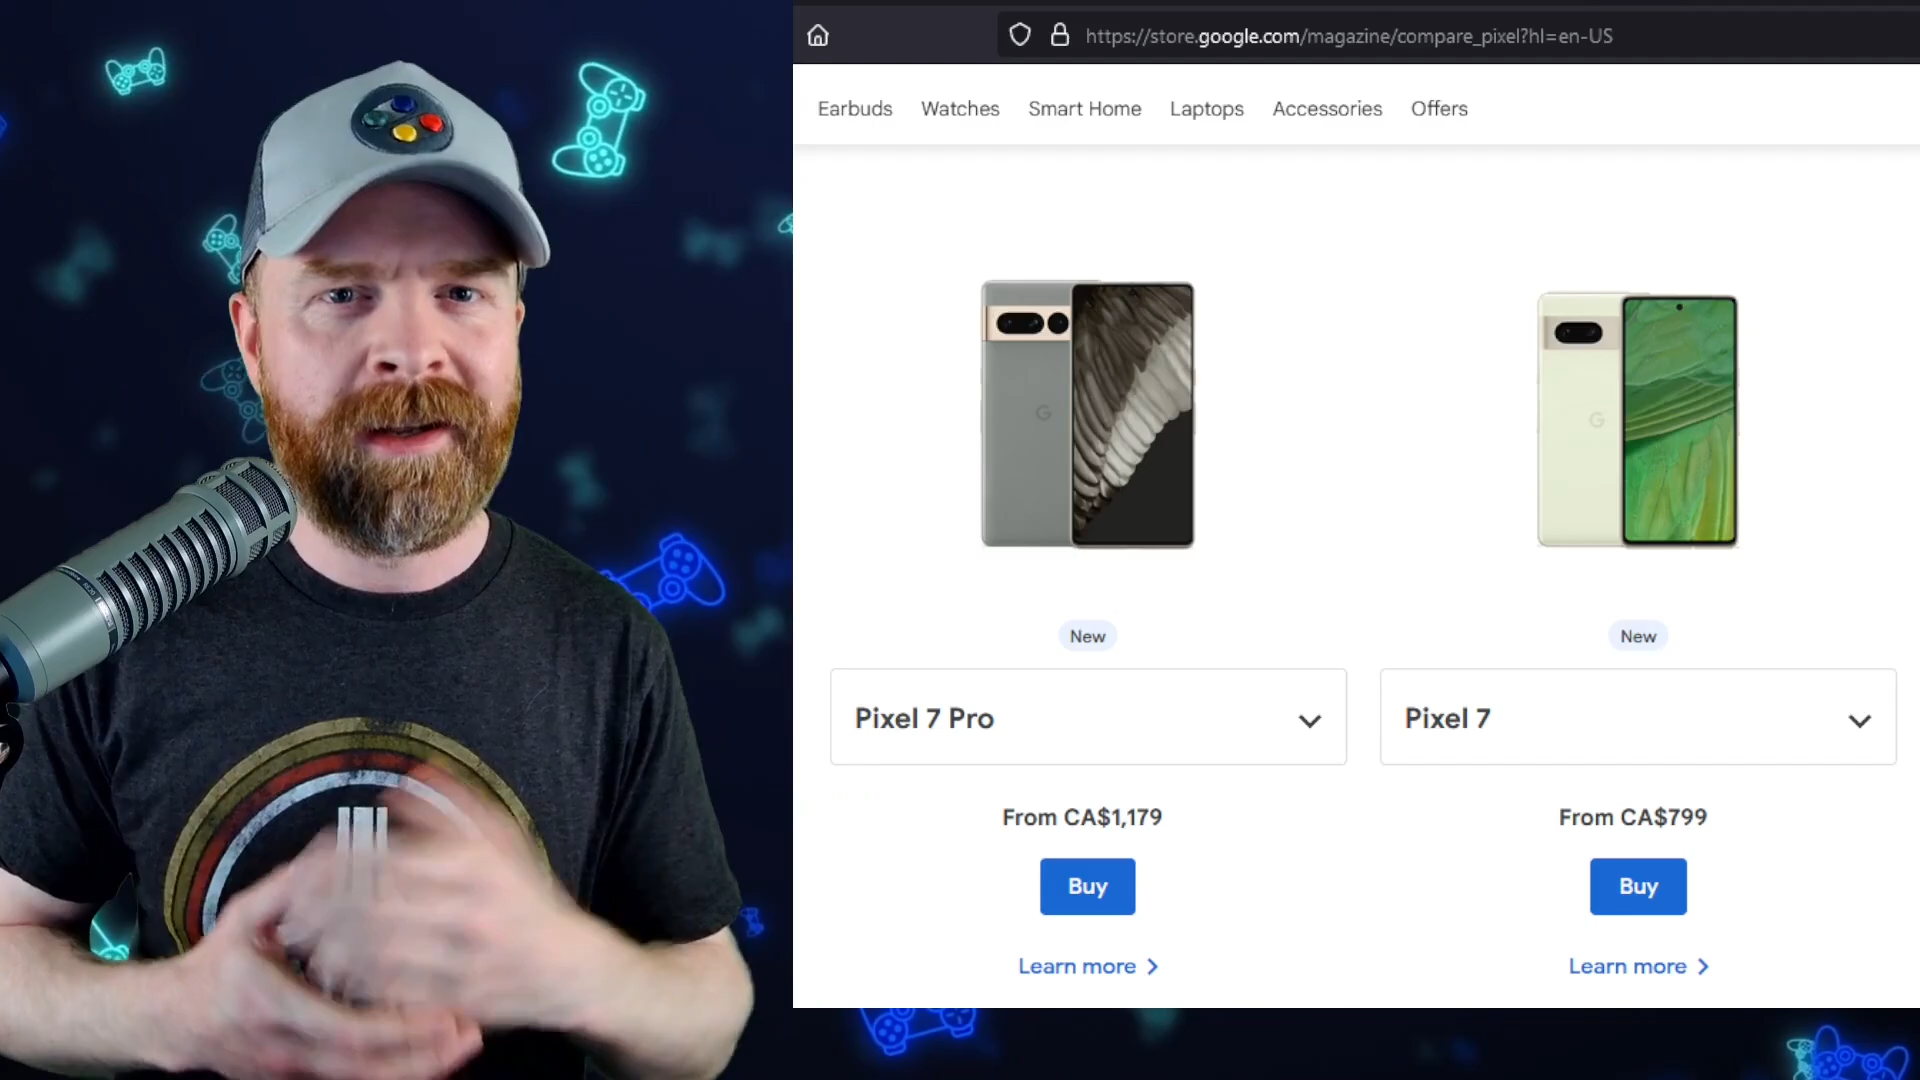 https://store.google.com/magazine/compare_pixel?hl=en-US
Earbuds Watches Smart Home Laptops Accessories Offers
G
G
New
New
Pixel 7 Pro
Pixel 7
From CA$1,179
From CA$799
Buy
Buy
Learn more
Learn more